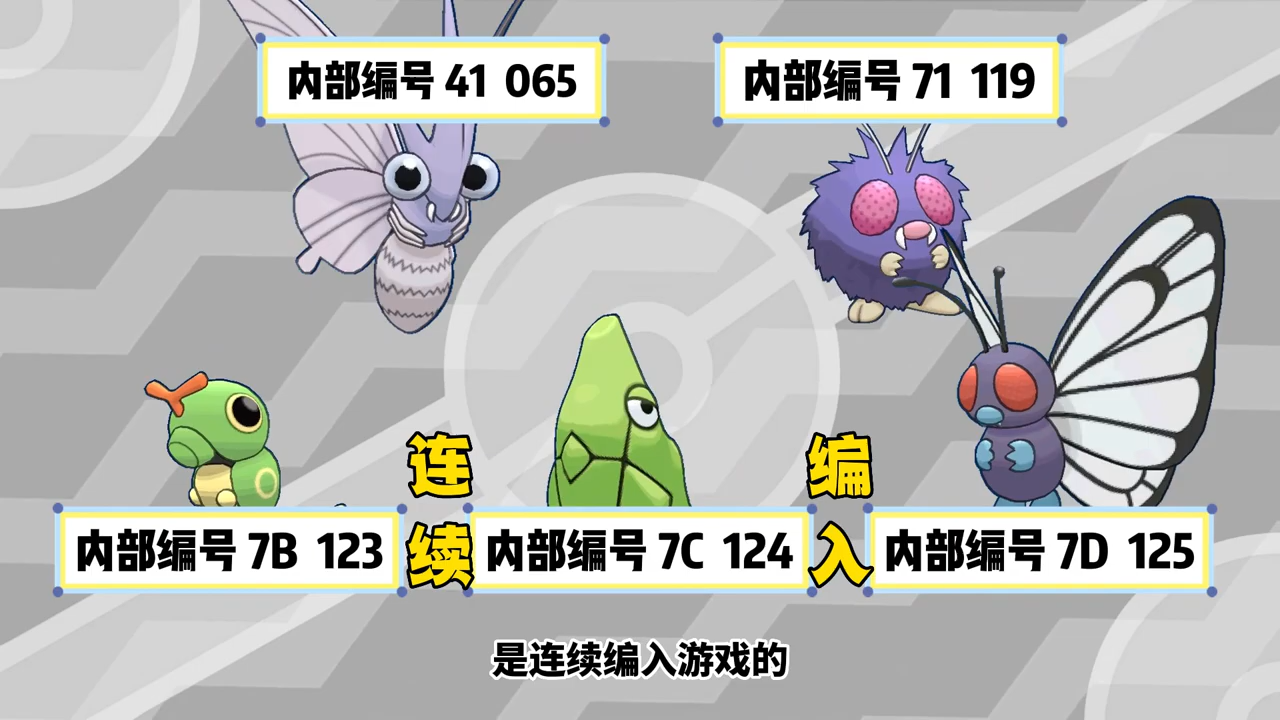 内部编号 41 065
内部编号 71 119
连续
编入
内部编号 7B 123
内部编号 7C 124
内部编号 7D 125
是连续编入游戏的